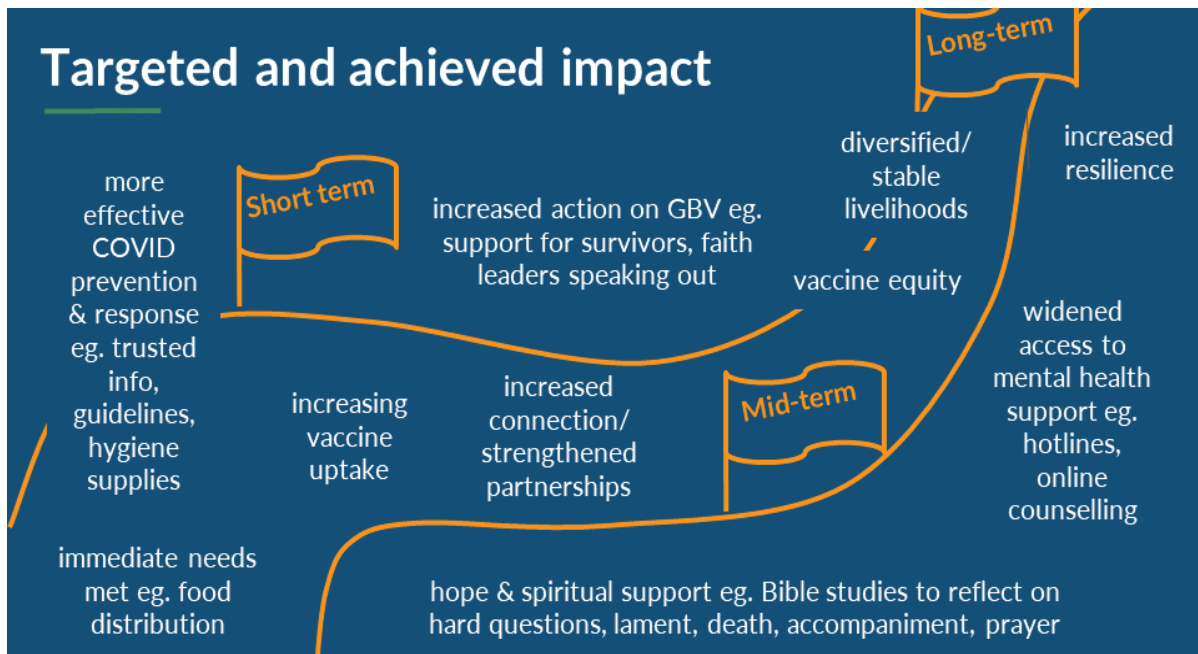 Targeted and achieved impact
Long-term
Short term
more
effective
COVID
prevention
& response
eg. trusted
info,
guidelines,
hygiene
supplies
increased action on GBV eg.
support for survivors, faith
leaders speaking out
diversified/
stable
livelihoods
increased
resilience
vaccine equity
increasing
vaccine
uptake
increased
connection/
strengthened
partnerships
Mid-term
widened
access to
mental health
support eg.
hotlines,
online
counselling
immediate needs
met eg. food
distribution
hope & spiritual support eg. Bible studies to reflect on
hard questions, lament, death, accompaniment, prayer